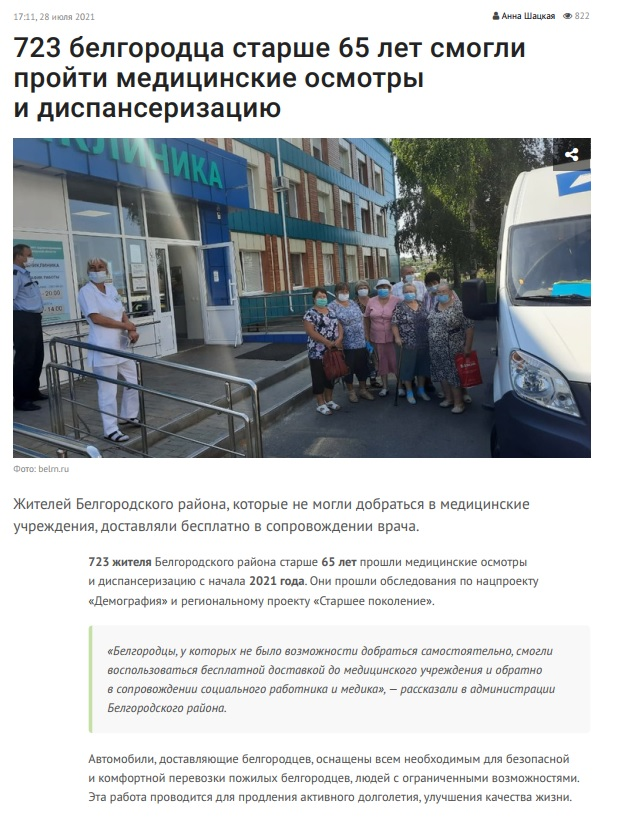 17:11, 28 июля 2021
Анна Шацкая 822
723 белгородца старше 65 лет смогли
пройти медицинские осмотры
и диспансеризацию
КЛИНИКА
Фото: belrn.ru
Жителей Белгородского района, которые не могли добраться в медицинские
учреждения, доставляли бесплатно в сопровождении врача.
723 жителя Белгородского района старше 65 лет прошли медицинские осмотры
и диспансеризацию с начала 2021 года. Они прошли обследования по нацпроекту
«Демография» и региональному проекту «Старшее поколение».
«Белгородцы, у которых не было возможности добраться самостоятельно, смогли
воспользоваться бесплатной доставкой до медицинского учреждения и обратно
в сопровождении социального работника и медика», — рассказали в администрации
Белгородского района.
Автомобили, доставляющие белгородцев, оснащены всем необходимым для безопасной
и комфортной перевозки пожилых белгородцев, людей с ограниченными возможностями.
Эта работа проводится для продления активного долголетия, улучшения качества жизни.